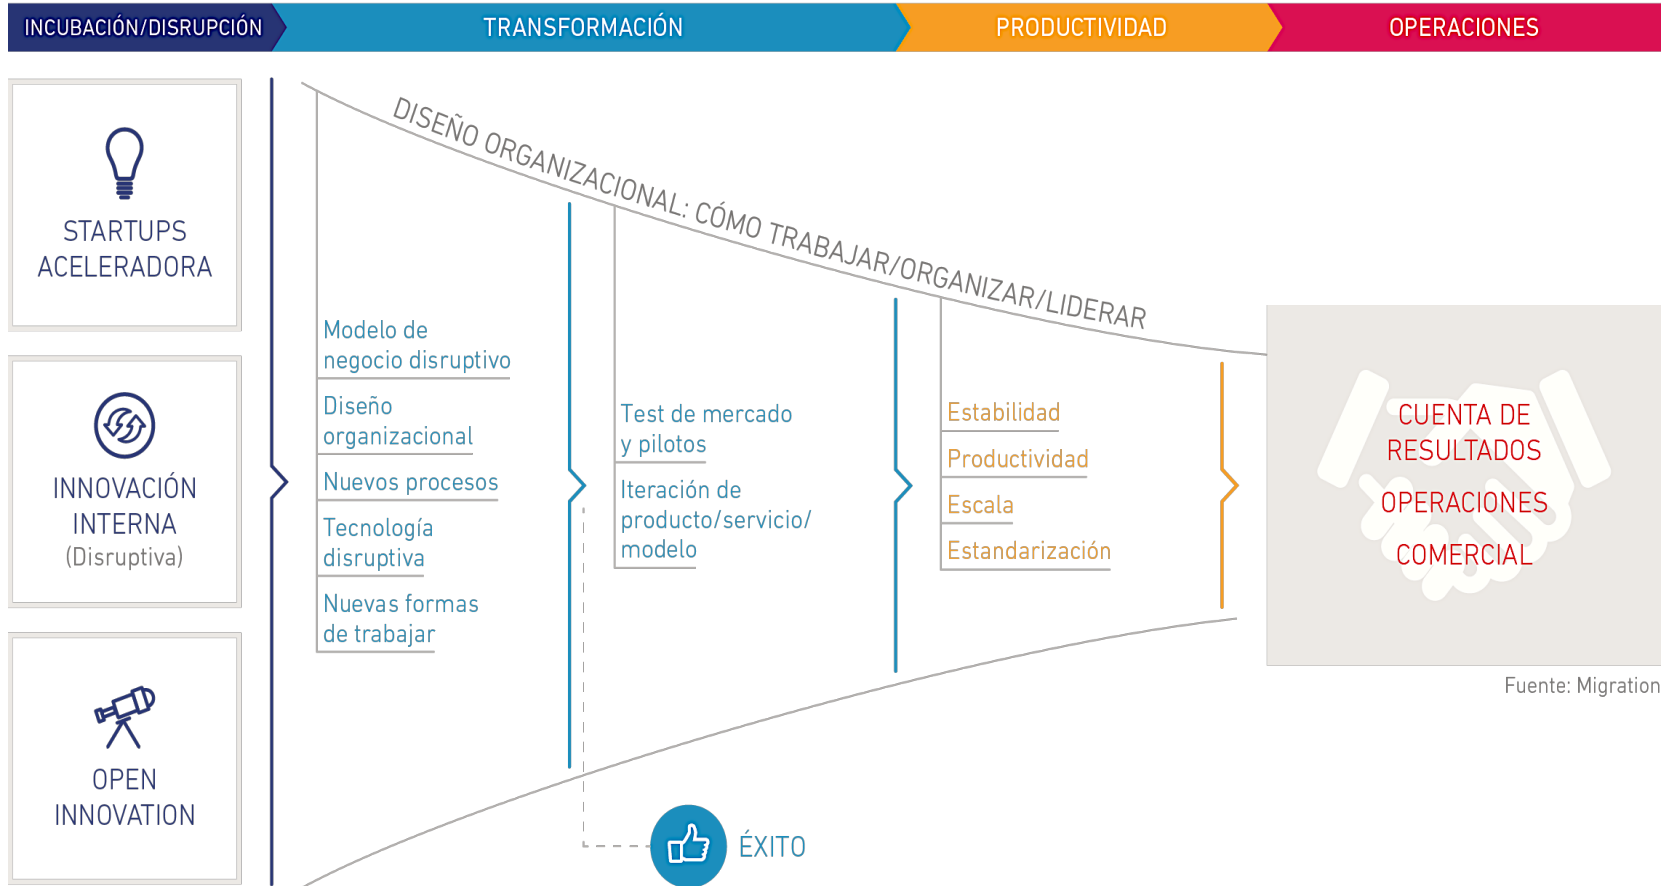 INCUBACIÓN/DISRUPCIÓN
TRANSFORMACIÓN
PRODUCTIVIDAD
OPERACIONES
STARTUPS
ACELERADORA
INNOVACIÓN
INTERNA
(Disruptiva)
OPEN
INNOVATION
DISEÑO ORGANIZACIONAL: CÓMO TRABAJAR/ORGANIZAR/LIDERAR
Modelo de
negocio disruptivo
Diseño
organizacional
Nuevos procesos
Tecnología
disruptiva
Nuevas formas
de trabajar
Test de mercado
y pilotos
Iteración de
producto/servicio/
modelo
Estabilidad
Productividad
Escala
Estandarización
CUENTA DE
RESULTADOS
OPERACIONES
COMERCIAL
Fuente: Migration
ÉXITO